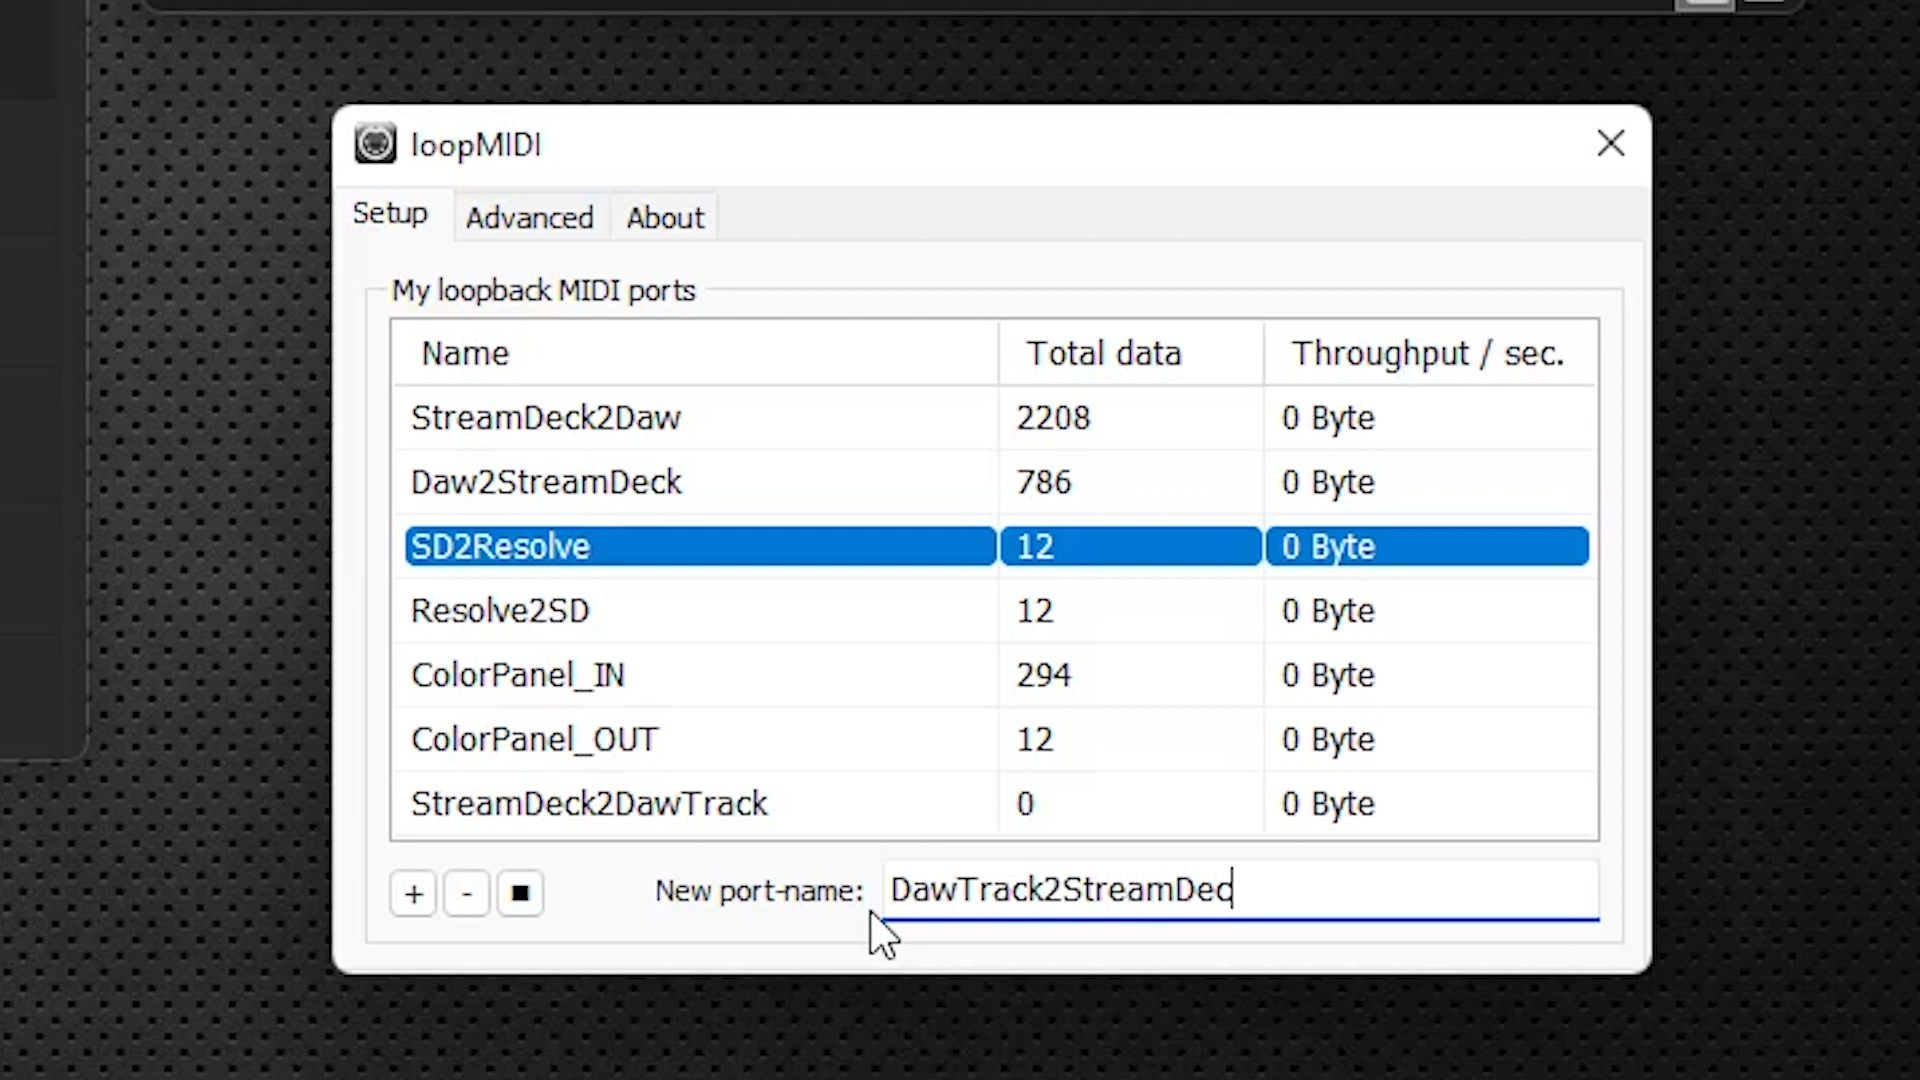 loopMIDI
Setup Advanced About
My loopback MIDI ports
Name Total data Throughput / sec.
StreamDeck2Daw 2208 0 Byte
Daw2StreamDeck 786 0 Byte
SD2Resolve 12 0 Byte
Resolve2SD 12 0 Byte
ColorPanel_IN 294 0 Byte
ColorPanel_OUT 12 0 Byte
StreamDeck2DawTrack 0 0 Byte
+ - New port-name: DawTrack2StreamDec